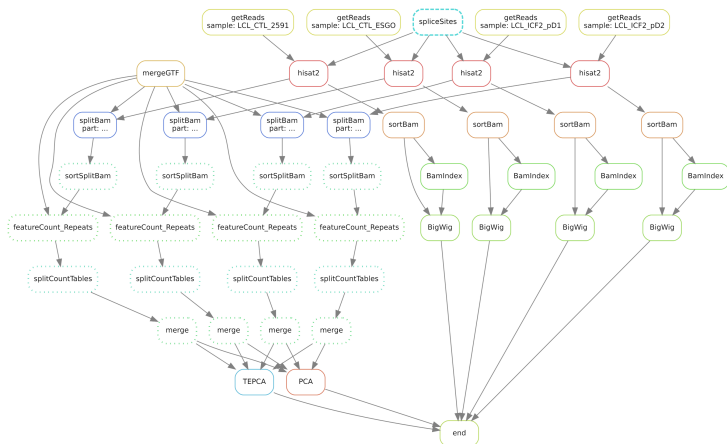 getReads
sample: LCL_CTL_2591
getReads
sample: LCL_CTL_ESGO
spliceSites
getReads
sample: LCL_ICF2_pD1
getReads
sample: LCL_ICF2_pD2
mergeGTF
hisat2
hisat2
hisat2
hisat2
splitBam
part: ...
splitBam
part: ...
splitBam
part: ...
splitBam
part: ...
sortBam
sortBam
sortBam
sortBam
sortSplitBam
sortSplitBam
sortSplitBam
sortSplitBam
BamIndex
BamIndex
BamIndex
BamIndex
featureCount_Repeats
featureCount_Repeats
featureCount_Repeats
featureCount_Repeats
BigWig
BigWig
BigWig
BigWig
splitCountTables
splitCountTables
splitCountTables
splitCountTables
merge
merge
merge
merge
TEPCA
PCA
end